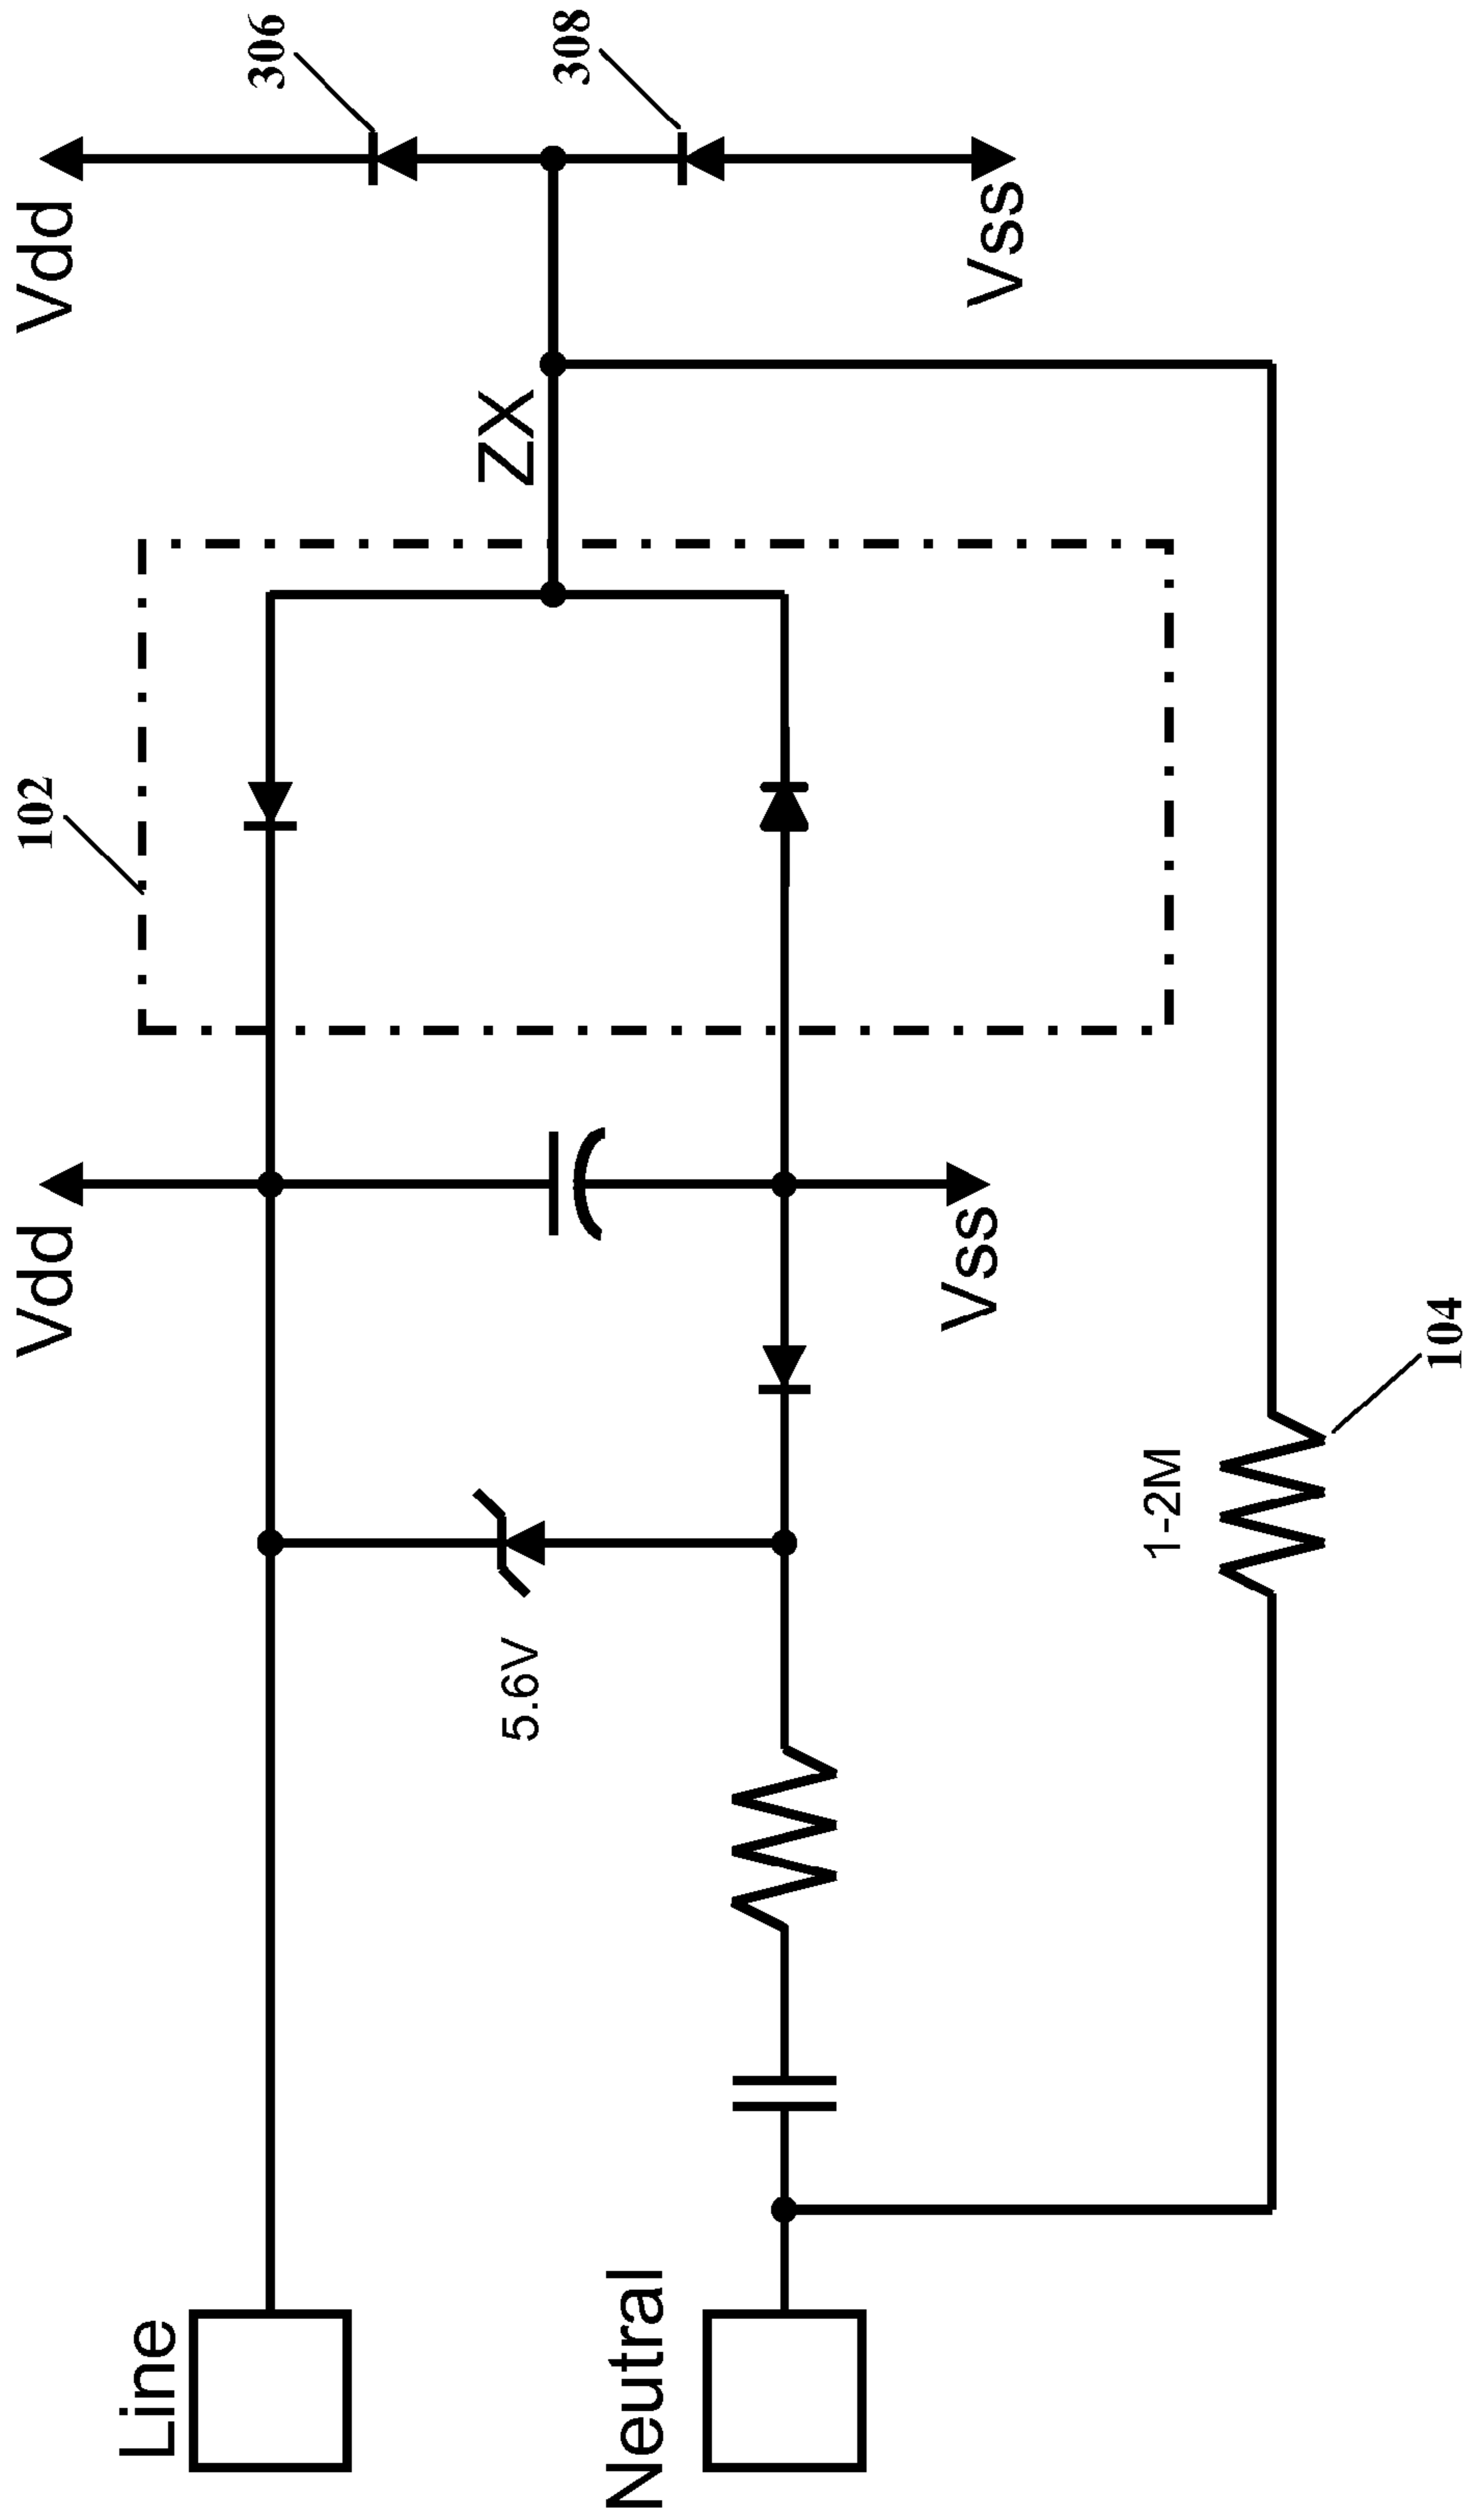 Line
Vdd
102
Vdd
306
308
Neutral
5.6V
ZX
Vss
Vss
1-2M
104